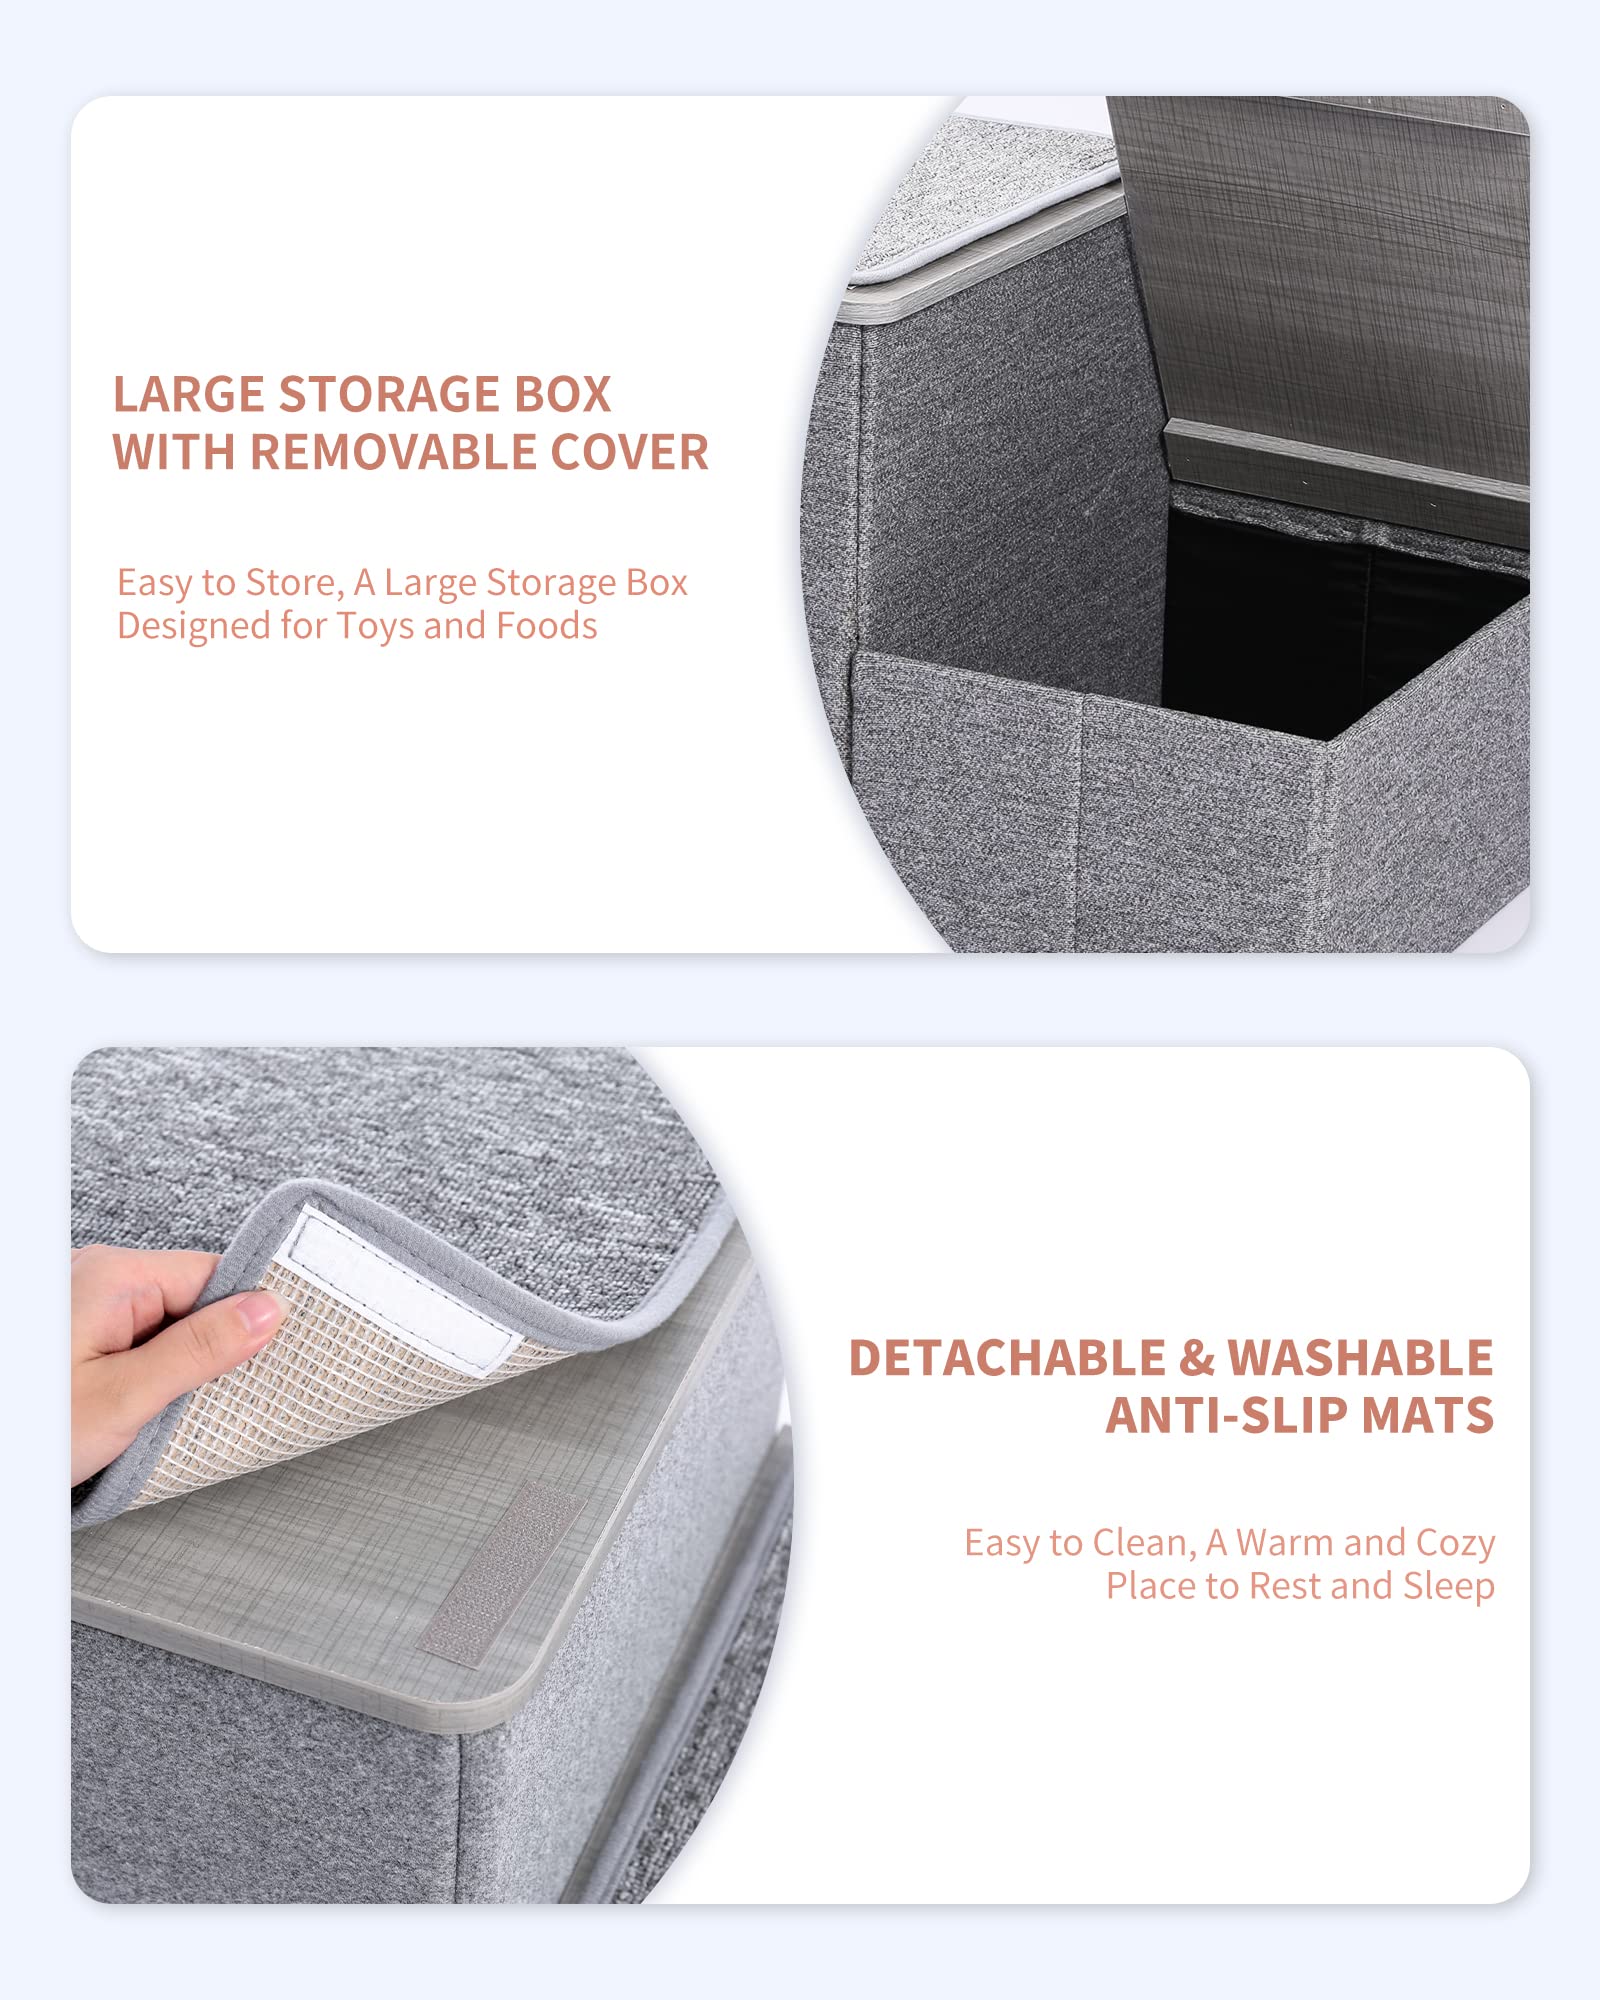 LARGE STORAGE BOX
WITH REMOVABLE COVER
Easy to Store, A Large Storage Box
Designed for Toys and Foods
DETACHABLE & WASHABLE
ANTI-SLIP MATS
Easy to Clean, A Warm and Cozy
Place to Rest and Sleep